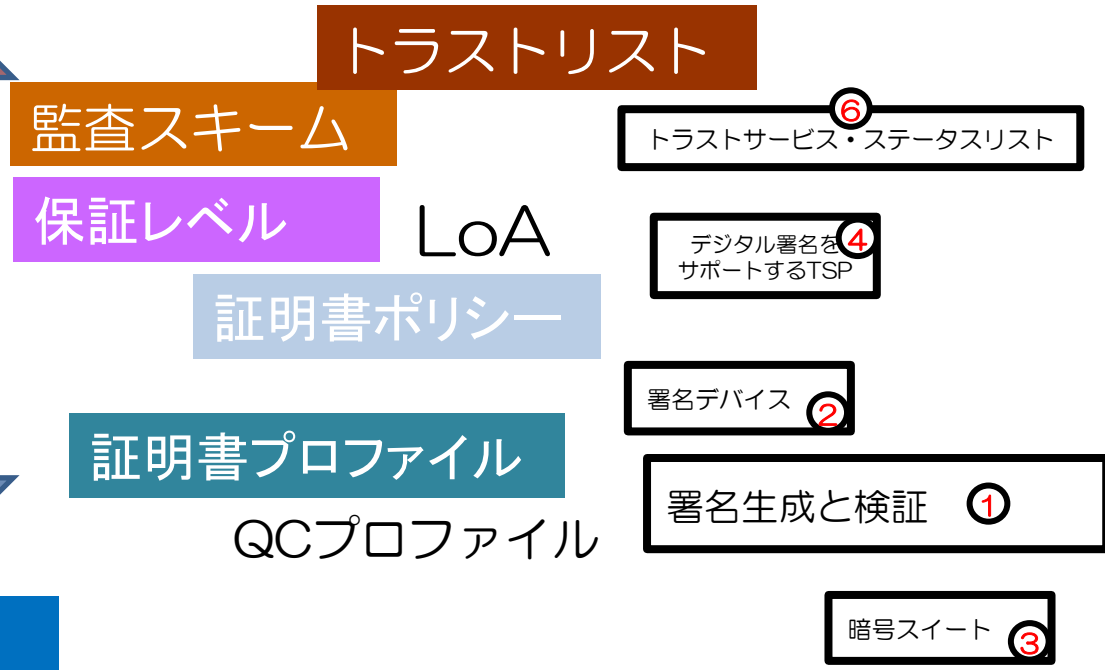 トラストリスト
監査スキーム
⑥
トラストサービス・ステータスリスト
保証レベル
LoA
デジタル署名を④
サポートするTSP
証明書ポリシー
署名デバイス ②
証明書プロファイル
署名生成と検証 ①
QCプロファイル
暗号スイート ③